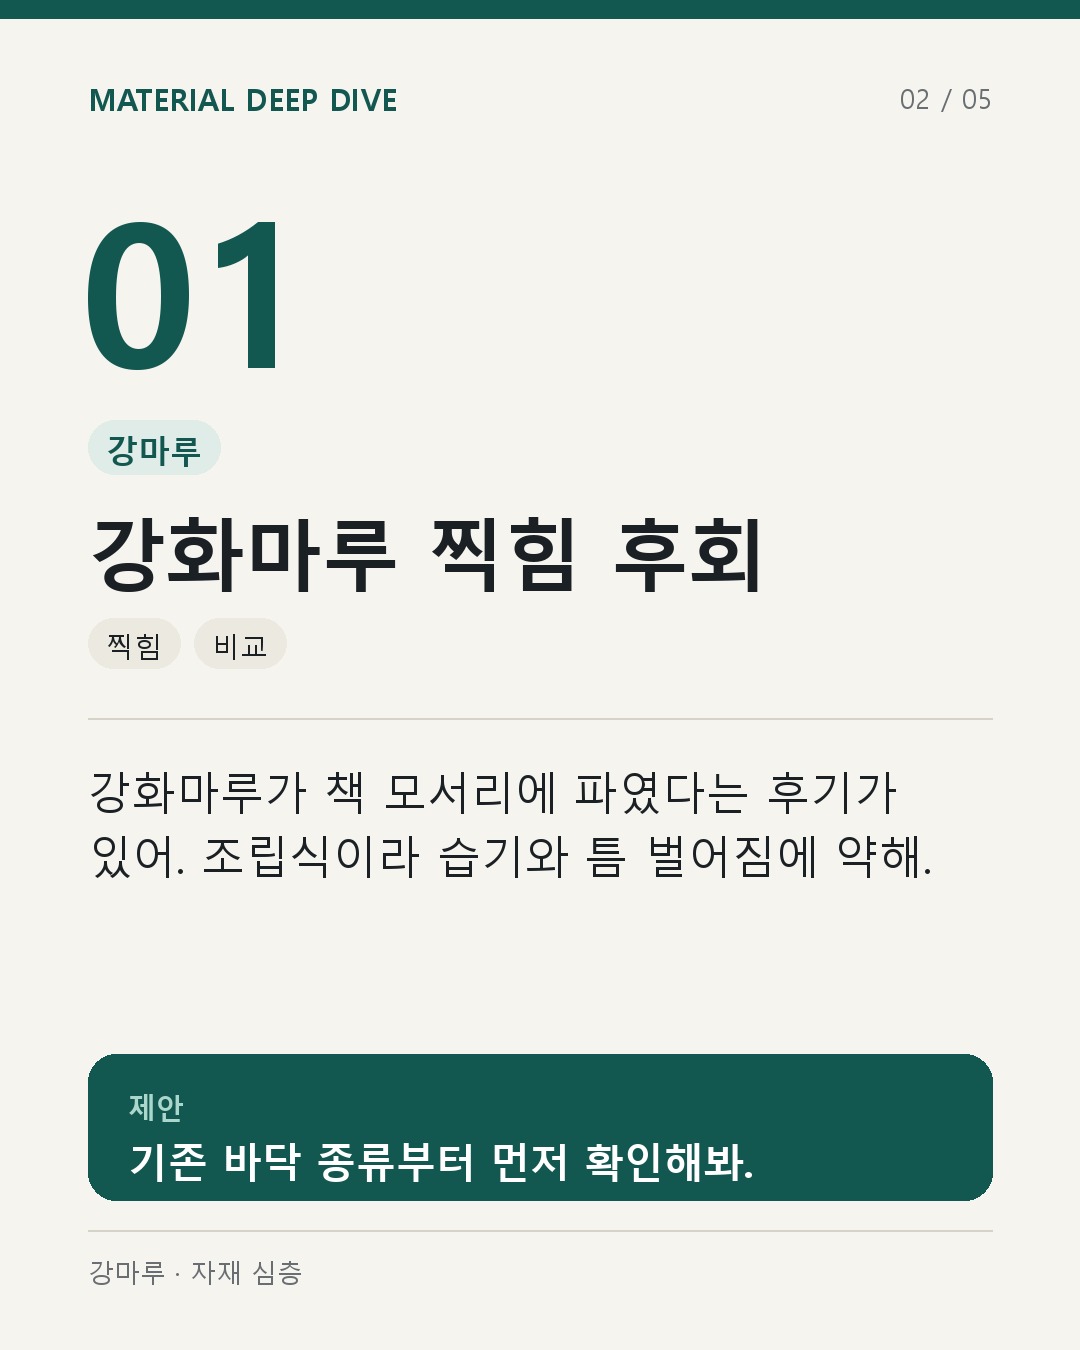 MATERIAL DEEP DIVE
02 / 05
01
강마루
강화마루 찍힘 후회
찍힘
비교
강화마루가 책 모서리에 파였다는 후기가
있어. 조립식이라 습기와 틈 벌어짐에 약해.
제안
기존 바닥 종류부터 먼저 확인해봐.
강마루 · 자재 심층